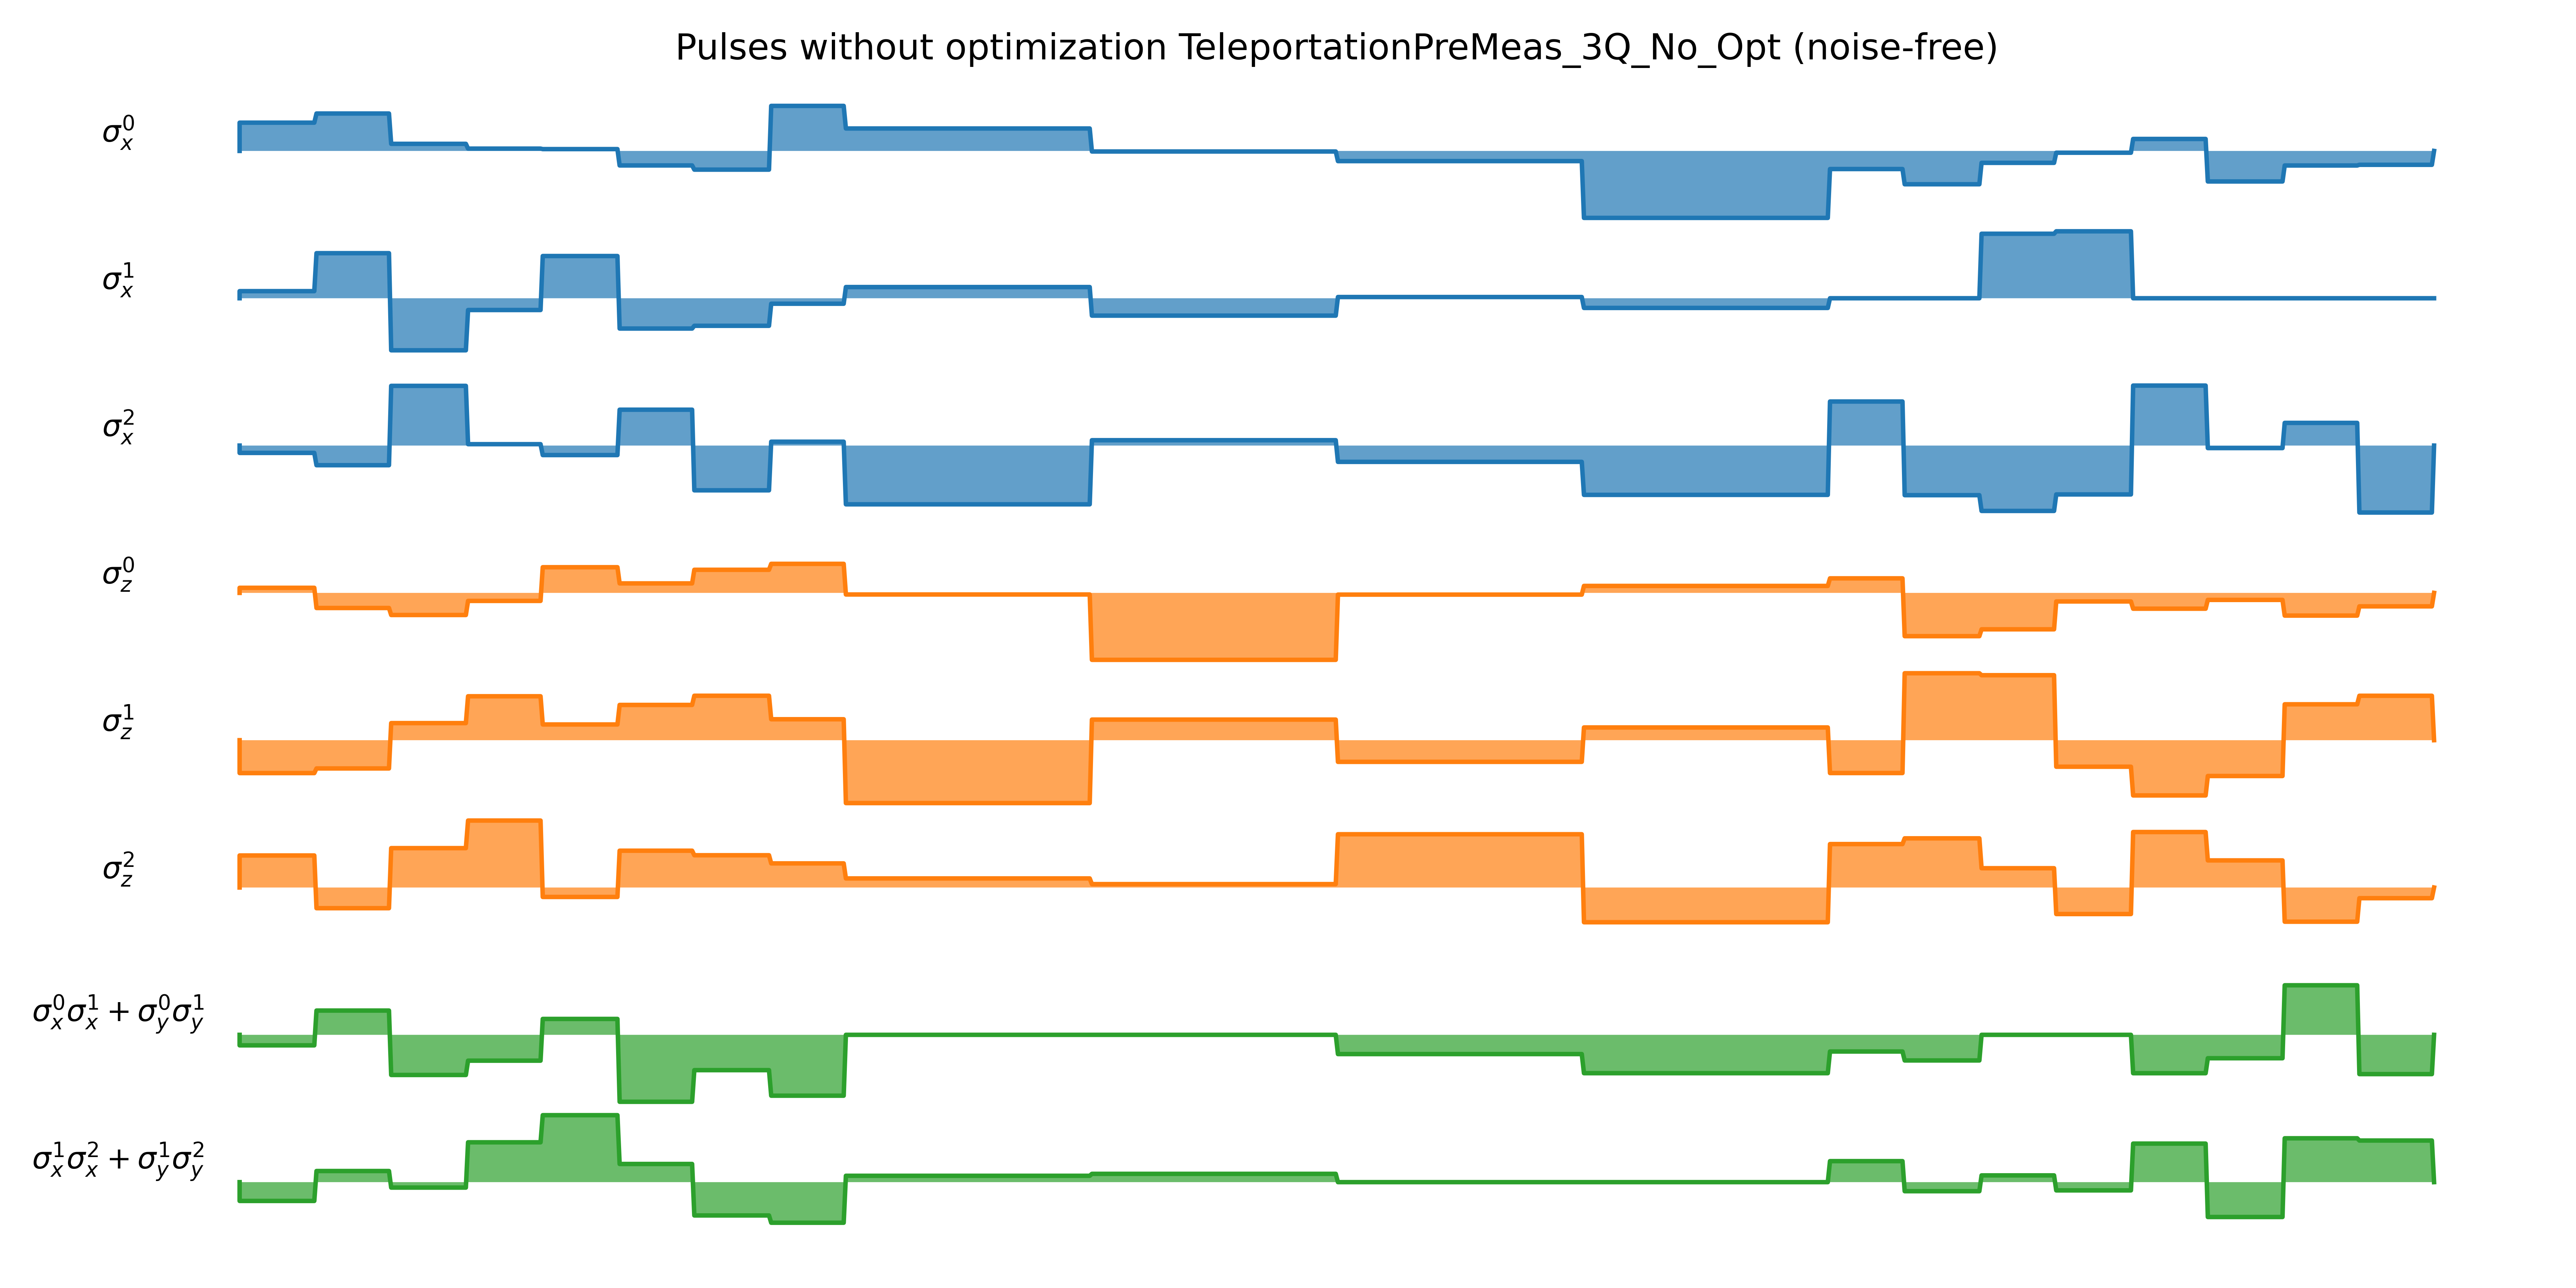 Pulses without optimization TeleportationPreMeas_3Q_No_Opt (noise-free)
σ_x^0
σ_x^1
σ_x^2
σ_z^0
σ_z^1
σ_z^2
σ_x^0σ_x^1 + σ_y^0σ_y^1
σ_x^1σ_x^2 + σ_y^1σ_y^2